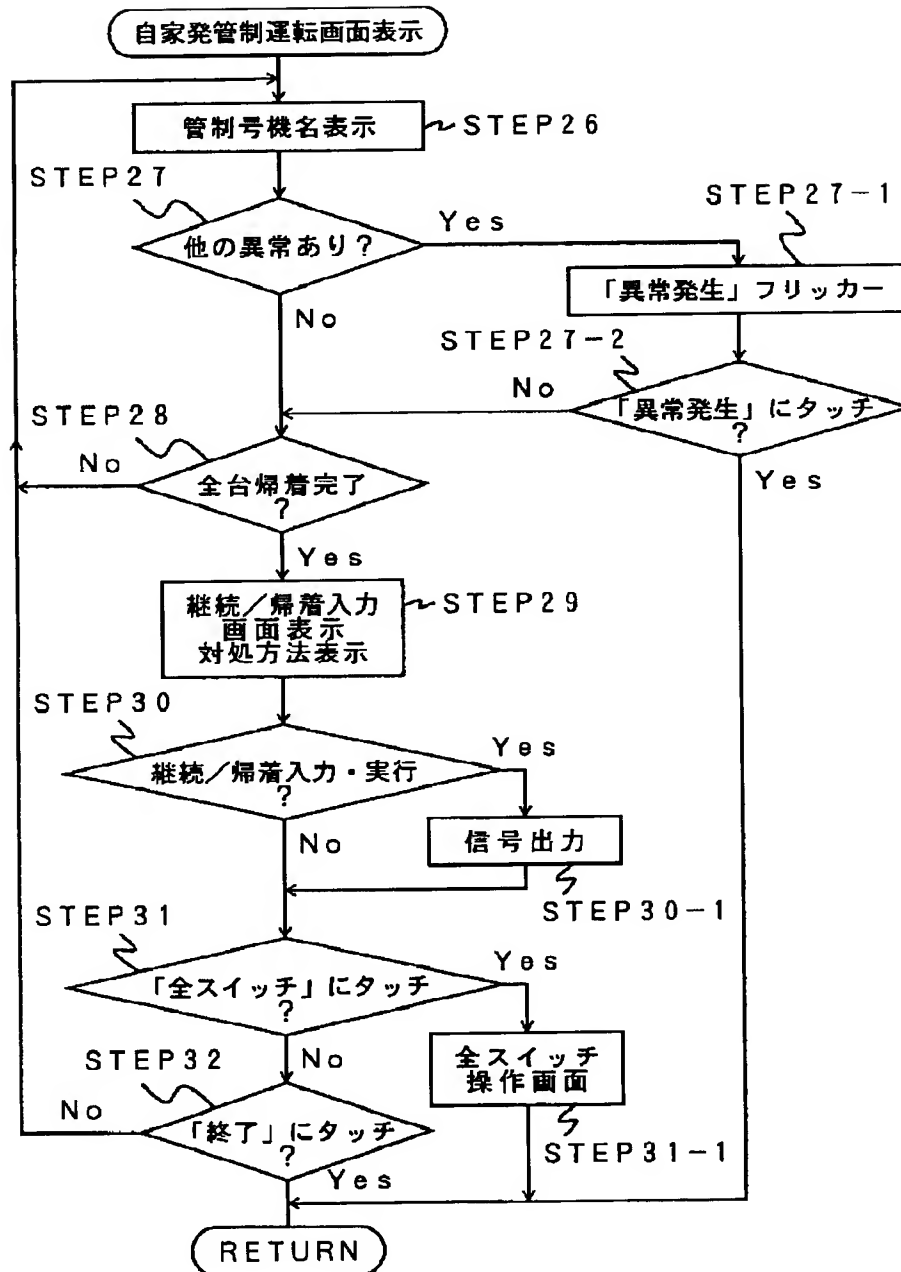 自家発管制運転画面表示
管制号機名表示
STEP26
STEP27
他の異常あり?
Yes
STEP27-1
「異常発生」フリッカー
No
STEP27-2
「異常発生」にタッチ
?
No
Yes
STEP28
全台帰着完了
?
No
Yes
継続/帰着入力
画面表示
対処方法表示
STEP29
STEP30
継続/帰着入力・実行
?
Yes
信号出力
STEP30-1
No
STEP31
「全スイッチ」にタッチ
?
Yes
全スイッチ
操作画面
STEP31-1
No
STEP32
「終了」にタッチ
?
No
Yes
RETURN